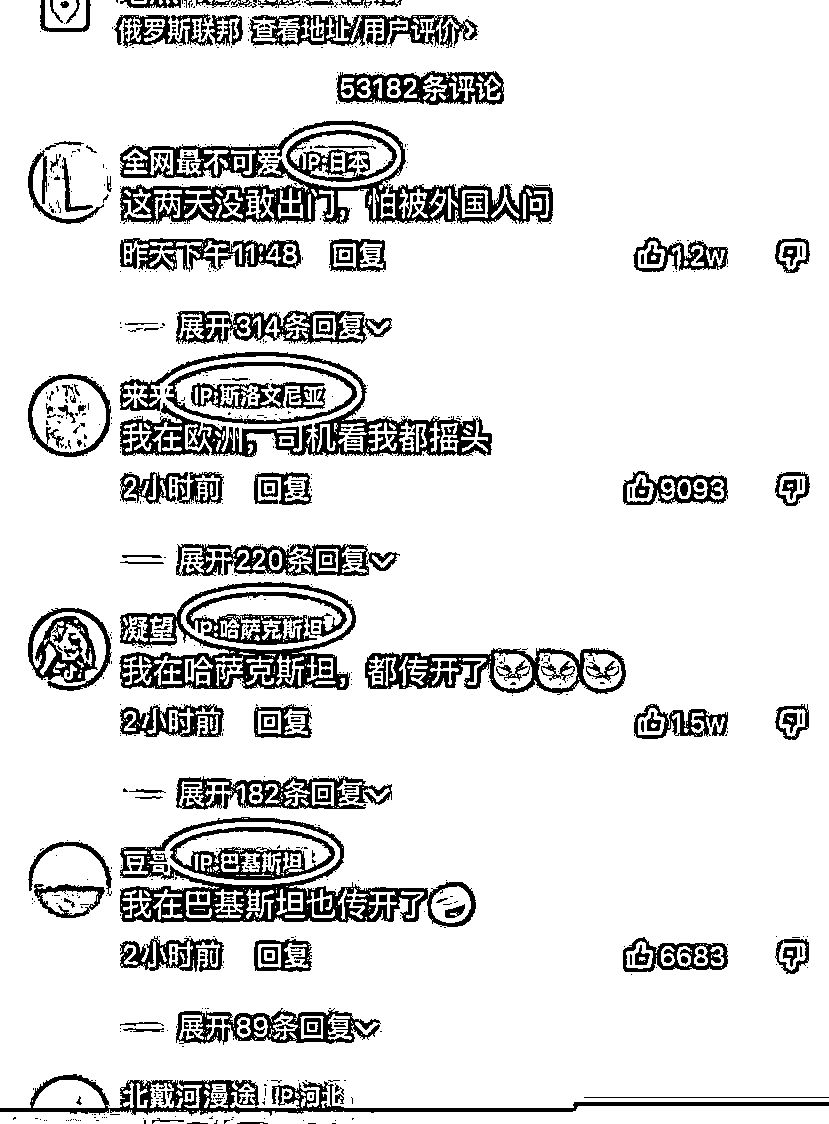 俄罗斯联邦 查看地址/用户评价>
53182条评论
全网最不可爱 IP:日本
这两天没敢出门，怕被外国人问
昨天下午11:48 回复 1.2w
展开314条回复
来来 IP:斯洛文尼亚
我在欧洲，司机看我都摇头
2小时前 回复 9093
展开220条回复
凝望 IP:哈萨克斯坦
我在哈萨克斯坦，都传开了
2小时前 回复 1.5w
展开182条回复
豆哥 IP:巴基斯坦
我在巴基斯坦也传开了
2小时前 回复 6683
展开89条回复
北戴河漫途 IP:河北